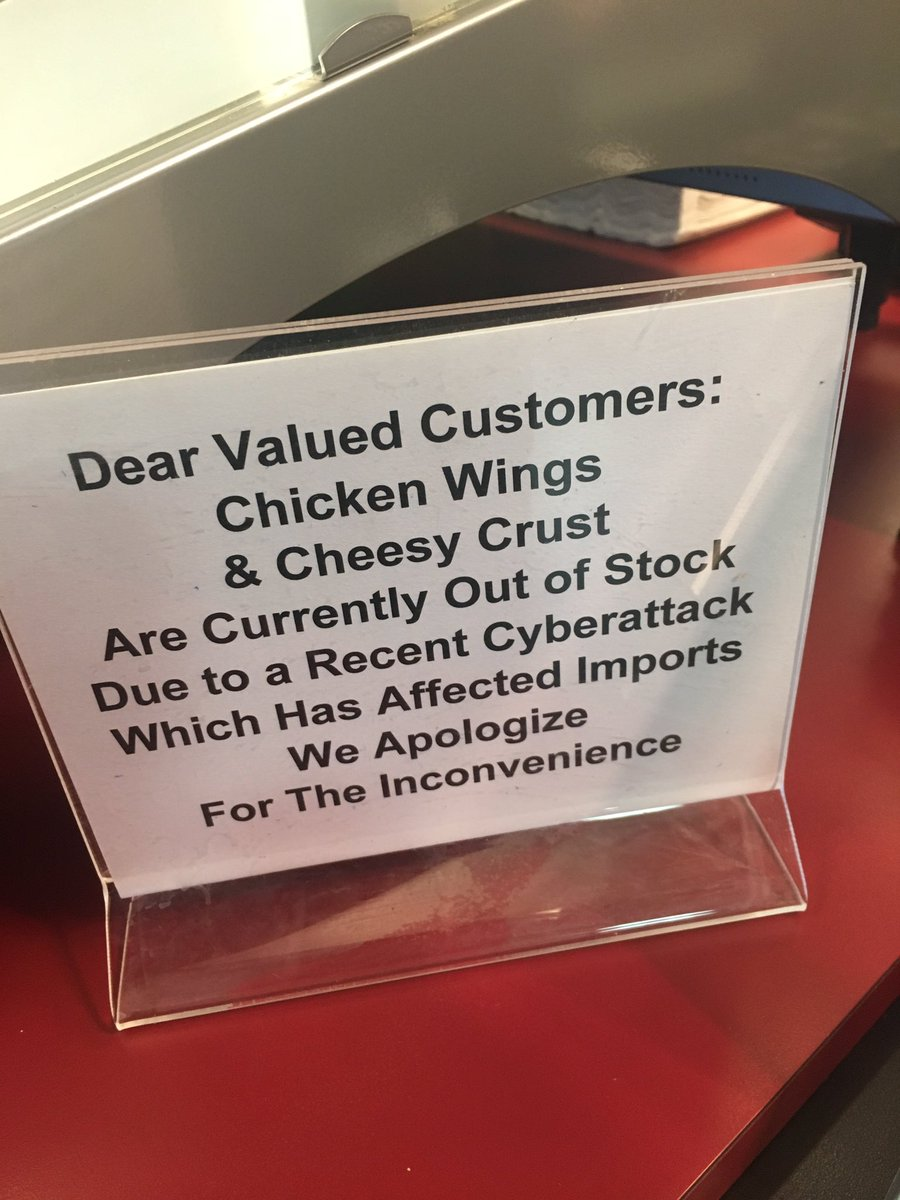 Dear Valued Customers:
Chicken Wings
& Cheesy Crust
Are Currently Out of Stock
Due to a Recent Cyberattack
Which Has Affected Imports
We Apologize
For The Inconvenience